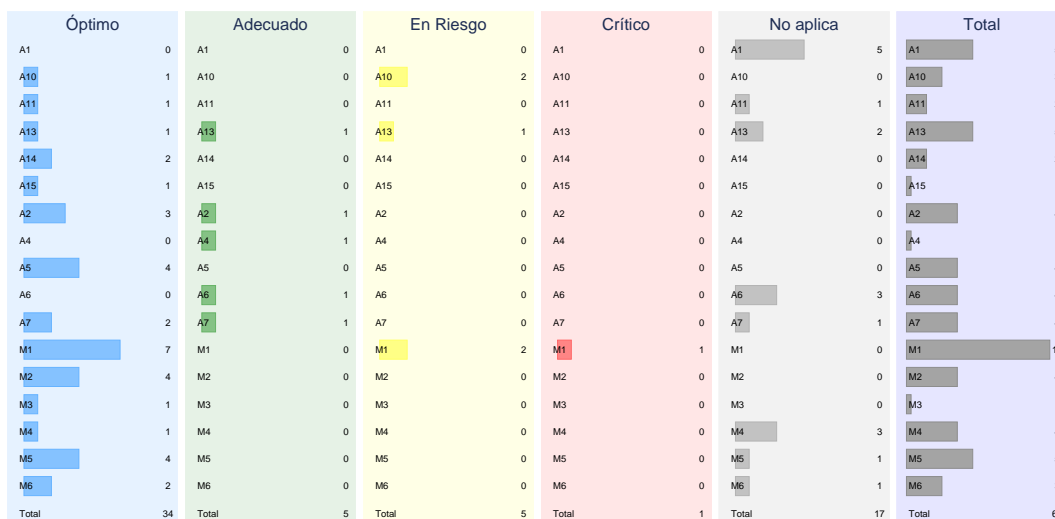 Óptimo Adecuado En Riesgo Crítico No aplica Total
A1 0 A1 0 A1 0 A1 0 A1 5 A1
A10 1 A10 0 A10 2 A10 0 A10 0 A10
A11 1 A11 0 A11 0 A11 0 A11 1 A11
A13 1 A13 1 A13 1 A13 0 A13 2 A13
A14 2 A14 0 A14 0 A14 0 A14 0 A14
A15 1 A15 0 A15 0 A15 0 A15 0 A15
A2 3 A2 1 A2 0 A2 0 A2 0 A2
A4 0 A4 1 A4 0 A4 0 A4 0 A4
A5 4 A5 0 A5 0 A5 0 A5 0 A5
A6 0 A6 1 A6 0 A6 0 A6 3 A6
A7 2 A7 1 A7 0 A7 0 A7 1 A7
M1 7 M1 0 M1 2 M1 1 M1 0 M1
M2 4 M2 0 M2 0 M2 0 M2 0 M2
M3 1 M3 0 M3 0 M3 0 M3 0 M3
M4 1 M4 0 M4 0 M4 0 M4 3 M4
M5 4 M5 0 M5 0 M5 0 M5 1 M5
M6 2 M6 0 M6 0 M6 0 M6 1 M6
Total 34 Total 5 Total 5 Total 1 Total 17 Total